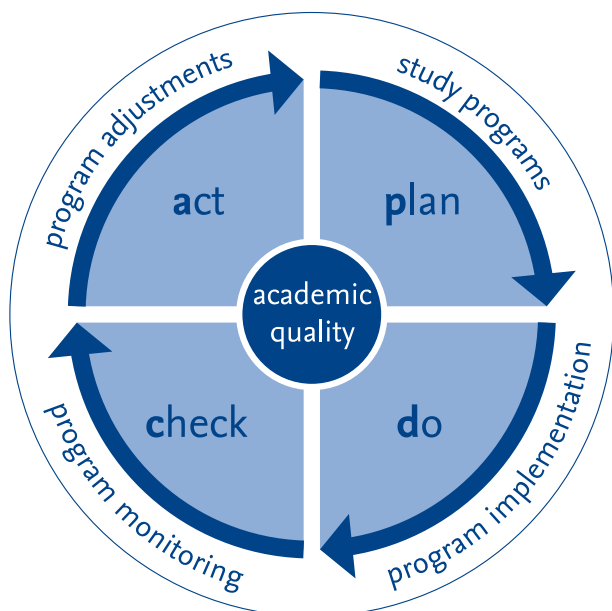 program adjustments
study programs
act
plan
academic
quality
check
do
program monitoring
program implementation